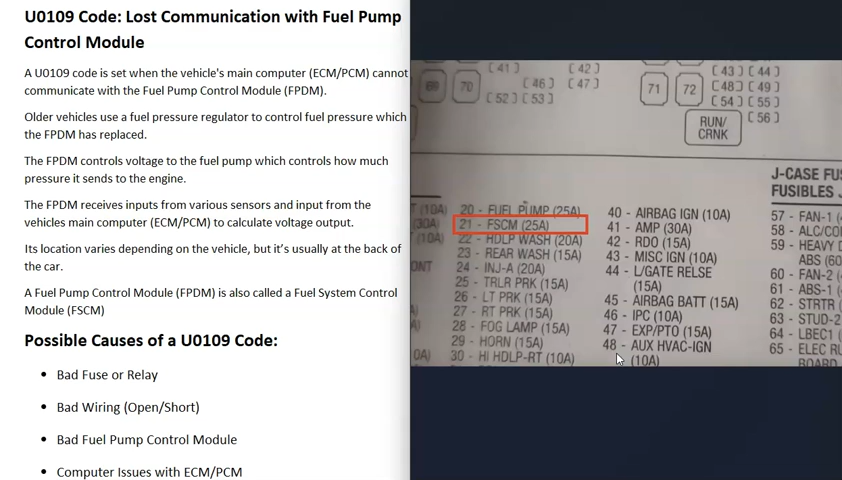 U0109 Code: Lost Communication with Fuel Pump
Control Module
A U0109 code is set when the vehicle's main computer (ECM/PCM) cannot
communicate with the Fuel Pump Control Module (FPDM).
Older vehicles use a fuel pressure regulator to control fuel pressure which
the FPDM has replaced.
The FPDM controls voltage to the fuel pump which controls how much
pressure it sends to the engine.
The FPDM receives inputs from various sensors and input from the
vehicles main computer (ECM/PCM) to calculate voltage output.
Its location varies depending on the vehicle, but it's usually at the back of
the car.
A Fuel Pump Control Module (FPDM) is also called a Fuel System Control
Module (FSCM)
Possible Causes of a U0109 Code:
• Bad Fuse or Relay
• Bad Wiring (Open/Short)
• Bad Fuel Pump Control Module
• Computer Issues with ECM/PCM
[41] [42]
69 70 [46] [47]
[52] [53]
71 72
[43] [44]
[48] [49]
[54] [55]
[56]
RUN/
CRNK
(10A)
(30A)
(10A)
20 - FUEL PUMP (25A)
21 - FSCM (25A)
22 - HDLP WASH (20A)
23 - REAR WASH (15A)
24 - INJ-A (20A)
25 - TRLR PRK (15A)
26 - LT PRK (15A)
27 - RT PRK (15A)
28 - FOG LAMP (15A)
29 - HORN (15A)
30 - HI HDLP-RT (10A)
40 - AIRBAG IGN (10A)
41 - AMP (30A)
42 - RDO (15A)
43 - MISC IGN (15A)
44 - L/GATE RELSE
(15A)
45 - AIRBAG BATT (15A)
46 - IPC (10A)
47 - EXP/PTO (15A)
48 - AUX HVAC-IGN
(10A)
J-CASE FUS
FUSIBLES J
57 - FAN-1 (
58 - ALC/CO
59 - HEAVY D
ABS (60
60 - FAN-2 (
61 - ABS-1 (
62 - STRTR (
63 - STUD-2
64 - LBEC1 (
65 - ELEC RU
BOARD